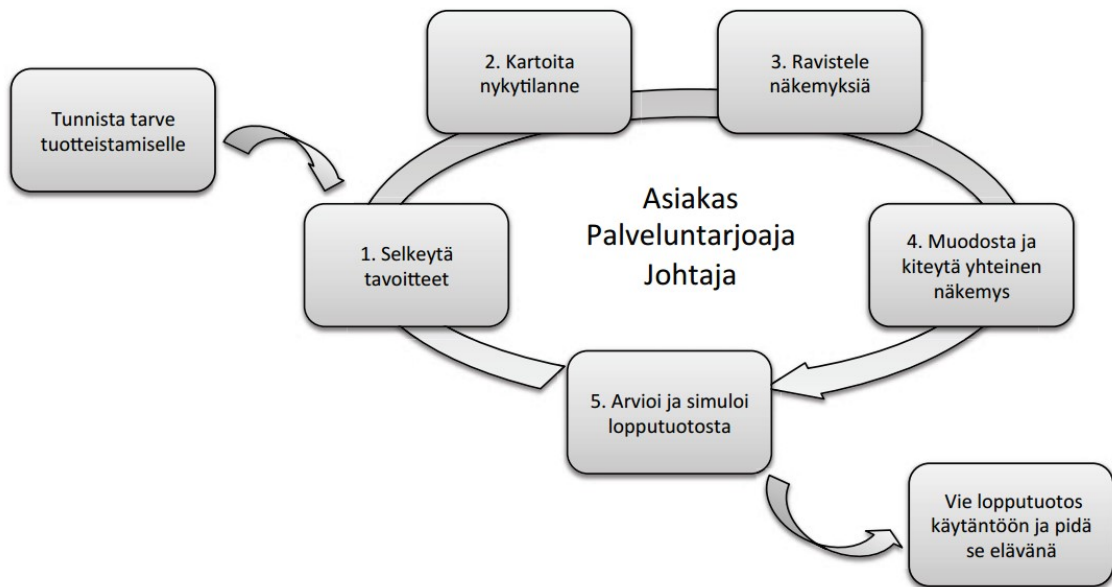 Tunnista tarve
tuotteistamiselle
1. Selkeytä
tavoitteet
2. Kartoita
nykytilanne
3. Ravistele
näkemyksiä
4. Muodosta ja
kiteytä yhteinen
näkemys
5. Arvioi ja simuloi
lopputuotosta
Vie lopputuotos
käytäntöön ja pidä
se elävänä
Asiakas
Palveluntarjoaja
Johtaja